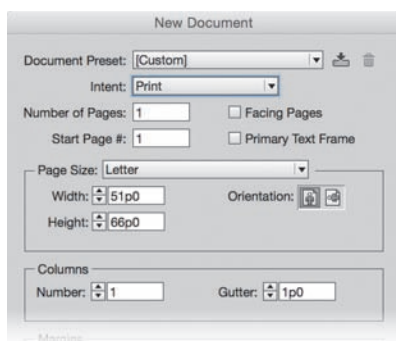 New Document
Document Preset: [Custom]
Intent: Print
Number of Pages: 1 Facing Pages
Start Page #: 1 Primary Text Frame
Page Size: Letter
Width: 51p0 Orientation:
Height: 66p0
Columns
Number: 1 Gutter: 1p0
Margins